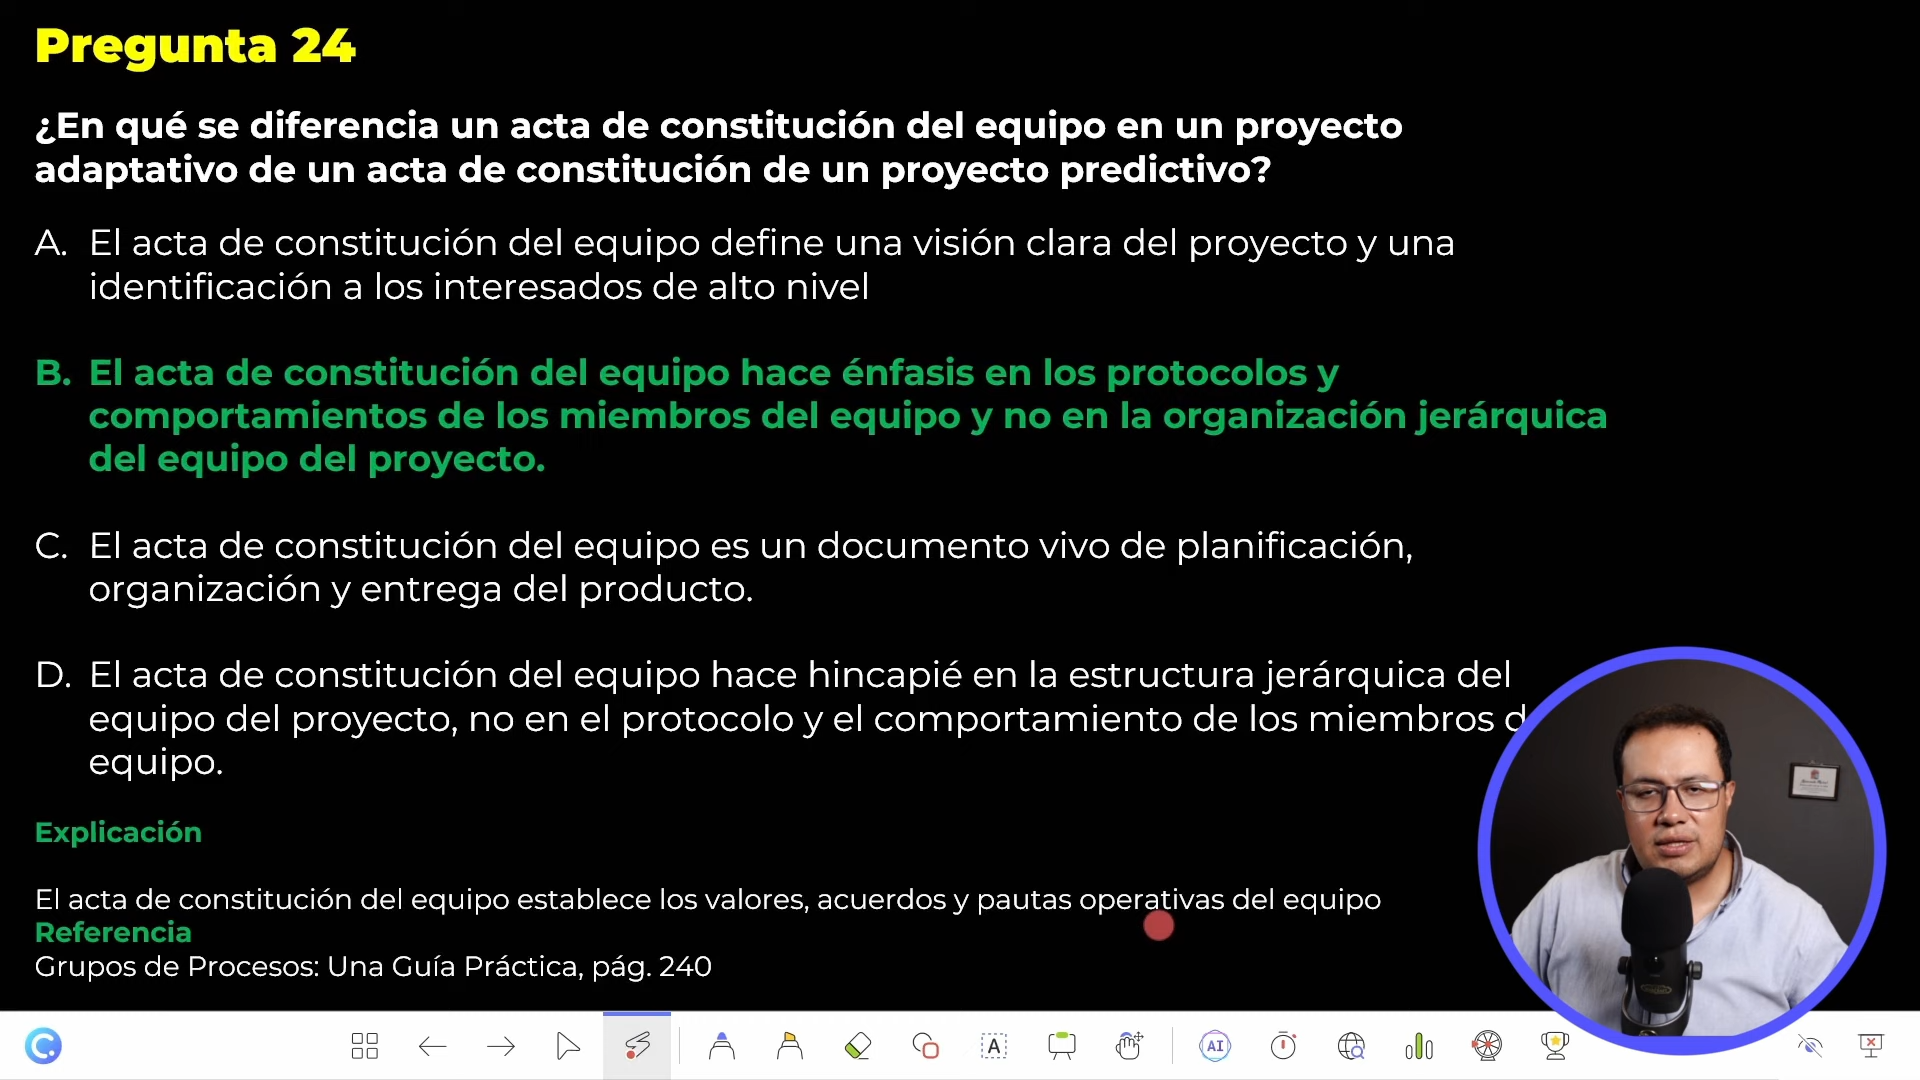 Pregunta 24
¿En qué se diferencia un acta de constitución del equipo en un proyecto
adaptativo de un acta de constitución de un proyecto predictivo?
A. El acta de constitución del equipo define una visión clara del proyecto y una
identificación a los interesados de alto nivel
B. El acta de constitución del equipo hace énfasis en los protocolos y
comportamientos de los miembros del equipo y no en la organización jerárquica
del equipo del proyecto.
C. El acta de constitución del equipo es un documento vivo de planificación,
organización y entrega del producto.
D. El acta de constitución del equipo hace hincapié en la estructura jerárquica del
equipo del proyecto, no en el protocolo y el comportamiento de los miembros d
equipo.
Explicación
El acta de constitución del equipo establece los valores, acuerdos y pautas operativas del equipo
Referencia
Grupos de Procesos: Una Guía Práctica, pág. 240
A
AI